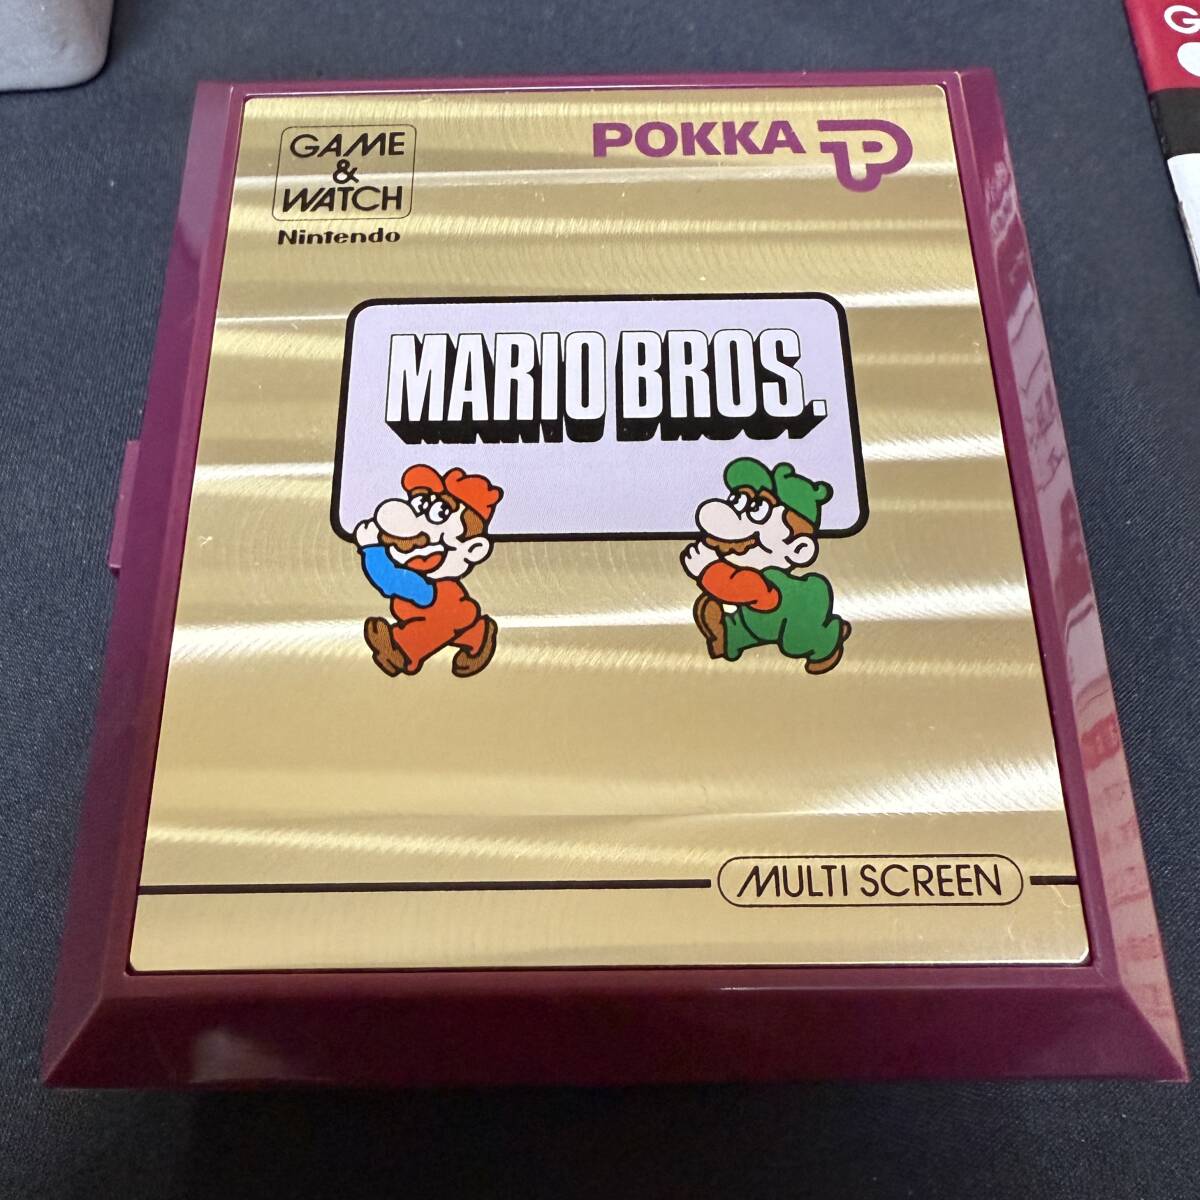 GAME
&
WATCH
Nintendo
POKKA
MARIO BROS.
MULTI SCREEN
G